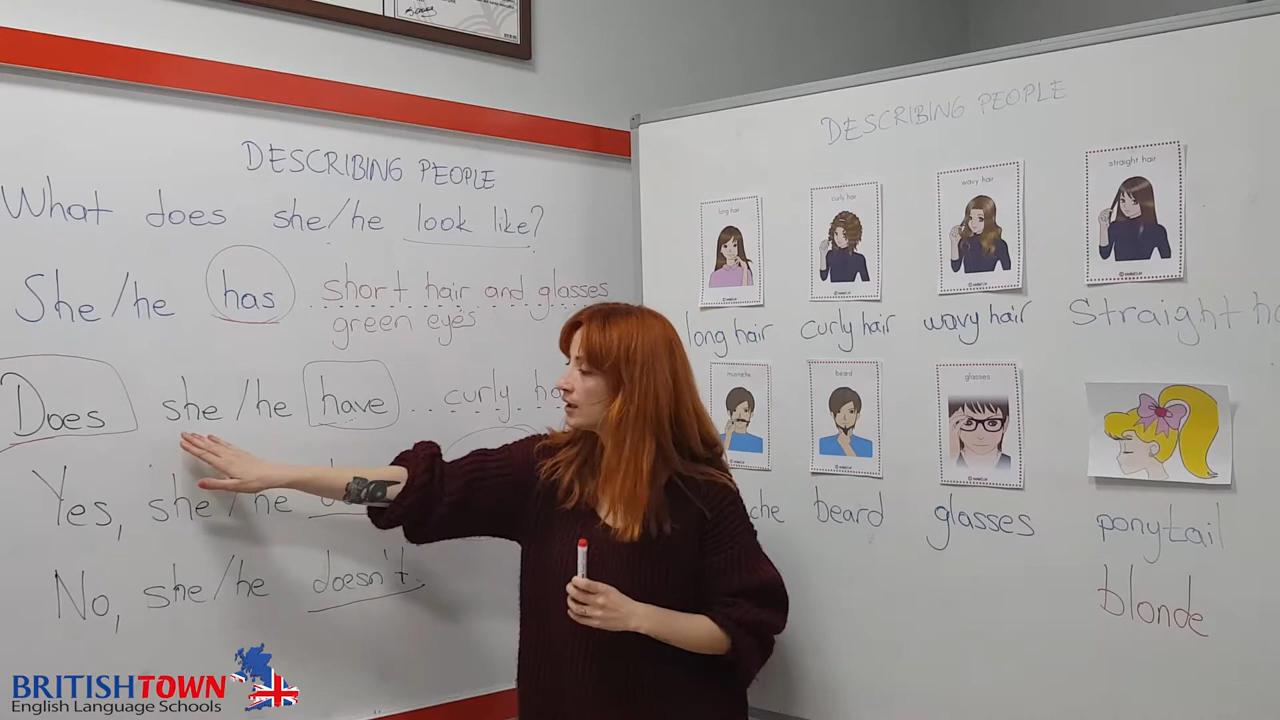 DESCRIBING PEOPLE
What does she/he look like?
She/he has short hair and glasses
green eyes
Does she/he have .. curly
Yes, she/he
No, she/he doesn't.
DESCRIBING PEOPLE
long hair
curly hair
wavy hair
straight hair
long hair
curly hair
wavy hair
Straight
mustache
beard
glasses
beard
glasses
ponytail
blonde
BRITISHTOWN
English Language Schools